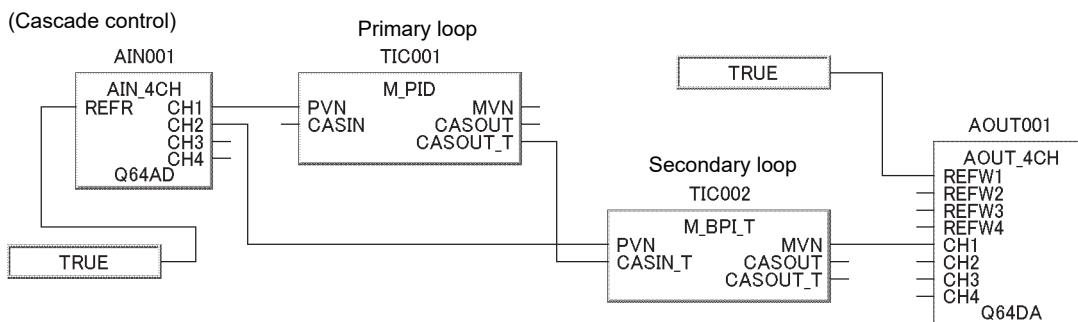 (Cascade control)
AIN001
AIN_4CH
REFR CH1
CH2
CH3
CH4
Q64AD
TRUE
Primary loop
TIC001
M_PID
PVN MVN
CASIN CASOUT
CASOUT_T
TRUE
Secondary loop
TIC002
M_BPI_T
PVN MVN
CASIN_T CASOUT
CASOUT_T
AOUT001
AOUT_4CH
REFW1
REFW2
REFW3
REFW4
CH1
CH2
CH3
CH4
Q64DA